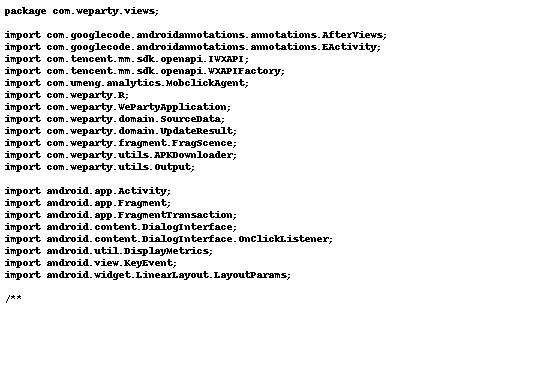 package com.weparty.views;

import com.googlecode.androidannotations.annotations.AfterViews;
import com.googlecode.androidannotations.annotations.EActivity;
import com.tencent.mm.sdk.openapi.IWXAPI;
import com.tencent.mm.sdk.openapi.WXAPIFactory;
import com.umeng.analytics.MobclickAgent;
import com.weparty.R;
import com.weparty.WePartyApplication;
import com.weparty.domain.SourceData;
import com.weparty.domain.UpdateResult;
import com.weparty.fragment.FragScence;
import com.weparty.utils.APKDownloader;
import com.weparty.utils.Output;

import android.app.Activity;
import android.app.Fragment;
import android.app.FragmentTransaction;
import android.content.DialogInterface;
import android.content.DialogInterface.OnClickListener;
import android.util.DisplayMetrics;
import android.view.KeyEvent;
import android.widget.LinearLayout.LayoutParams;

/**